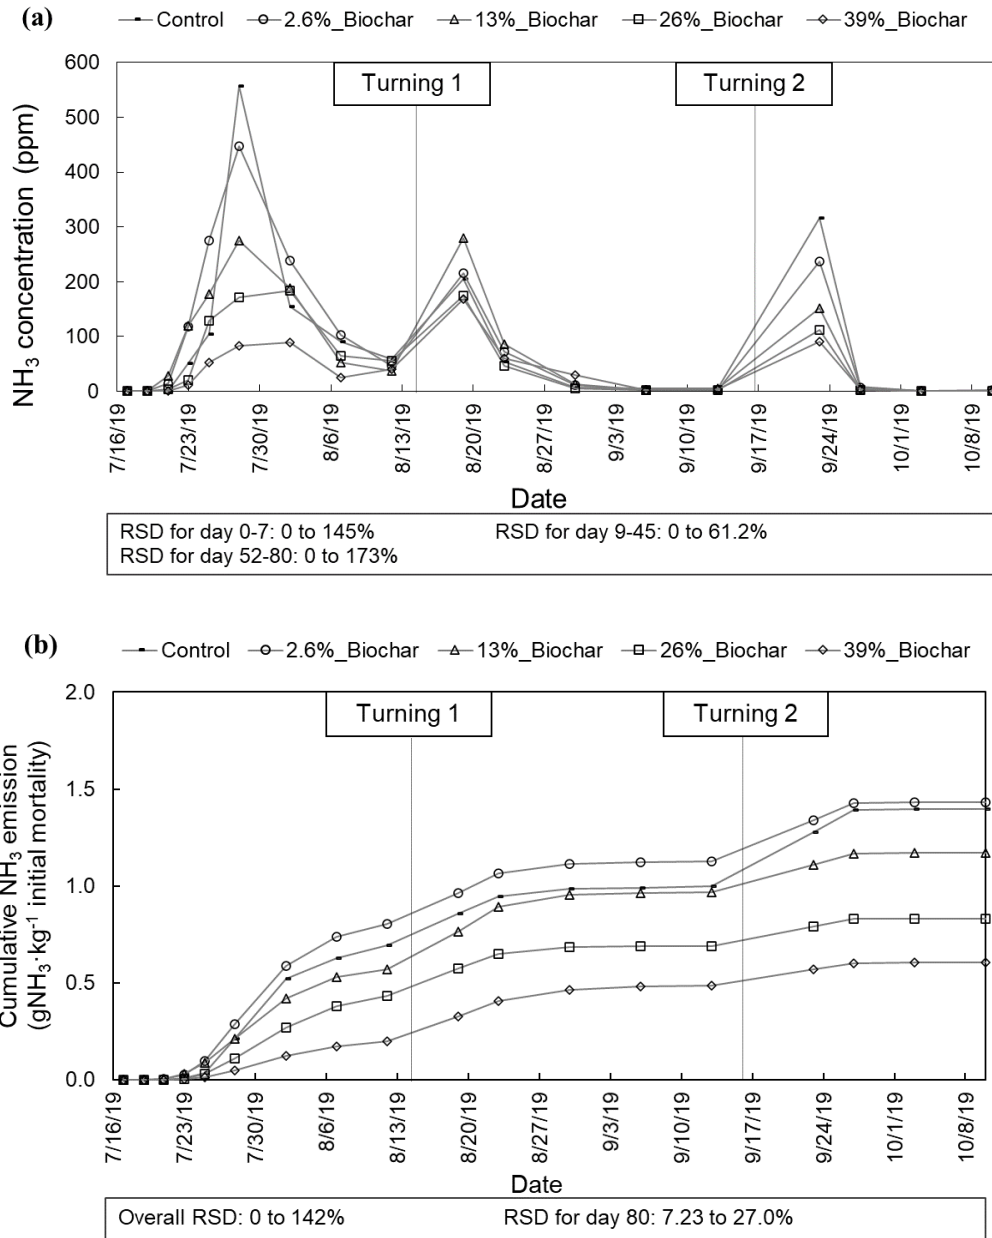 (a)
Control 2.6%_Biochar 13%_Biochar 26%_Biochar 39%_Biochar
NH₃ concentration (ppm)
600
500
400
300
200
100
0
Turning 1
Turning 2
7/16/19 7/23/19 7/30/19 8/6/19 8/13/19 8/20/19 8/27/19 9/3/19 9/10/19 9/17/19 9/24/19 10/1/19 10/8/19
Date
RSD for day 0-7: 0 to 145% RSD for day 9-45: 0 to 61.2%
RSD for day 52-80: 0 to 173%
(b)
Control 2.6%_Biochar 13%_Biochar 26%_Biochar 39%_Biochar
Cumulative NH₃ emission
(gNH₃·kg⁻¹ initial mortality)
2.0
1.5
1.0
0.5
0.0
Turning 1
Turning 2
7/16/19 7/23/19 7/30/19 8/6/19 8/13/19 8/20/19 8/27/19 9/3/19 9/10/19 9/17/19 9/24/19 10/1/19 10/8/19
Date
Overall RSD: 0 to 142% RSD for day 80: 7.23 to 27.0%